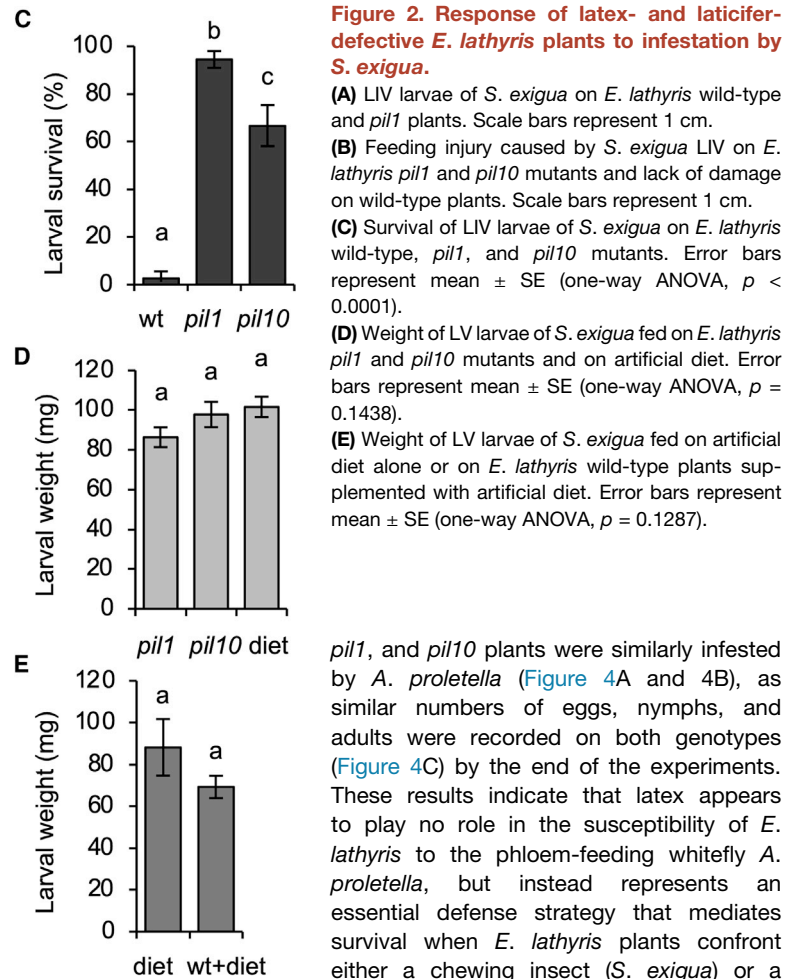 C
Larval survival (%)
100
80
60
40
20
0
a
b
c
wt pil1 pil10
D
Larval weight (mg)
120
100
80
60
40
20
0
a
a
a
pil1 pil10 diet
E
Larval weight (mg)
120
100
80
60
40
20
0
a
a
diet wt+diet
Figure 2. Response of latex- and laticifer-
defective E. lathyris plants to infestation by
S. exigua.
(A) LIV larvae of S. exigua on E. lathyris wild-type
and pil1 plants. Scale bars represent 1 cm.
(B) Feeding injury caused by S. exigua LIV on E.
lathyris pil1 and pil10 mutants and lack of damage
on wild-type plants. Scale bars represent 1 cm.
(C) Survival of LIV larvae of S. exigua on E. lathyris
wild-type, pil1, and pil10 mutants. Error bars
represent mean ± SE (one-way ANOVA, p <
0.0001).
(D) Weight of LV larvae of S. exigua fed on E. lathyris
pil1 and pil10 mutants and on artificial diet. Error
bars represent mean ± SE (one-way ANOVA, p =
0.1438).
(E) Weight of LV larvae of S. exigua fed on artificial
diet alone or on E. lathyris wild-type plants sup-
plemented with artificial diet. Error bars represent
mean ± SE (one-way ANOVA, p = 0.1287).
pil1, and pil10 plants were similarly infested
by A. proletella (Figure 4A and 4B), as
similar numbers of eggs, nymphs, and
adults were recorded on both genotypes
(Figure 4C) by the end of the experiments.
These results indicate that latex appears
to play no role in the susceptibility of E.
lathyris to the phloem-feeding whitefly A.
proletella, but instead represents an
essential defense strategy that mediates
survival when E. lathyris plants confront
either a chewing insect (S. exigua) or a